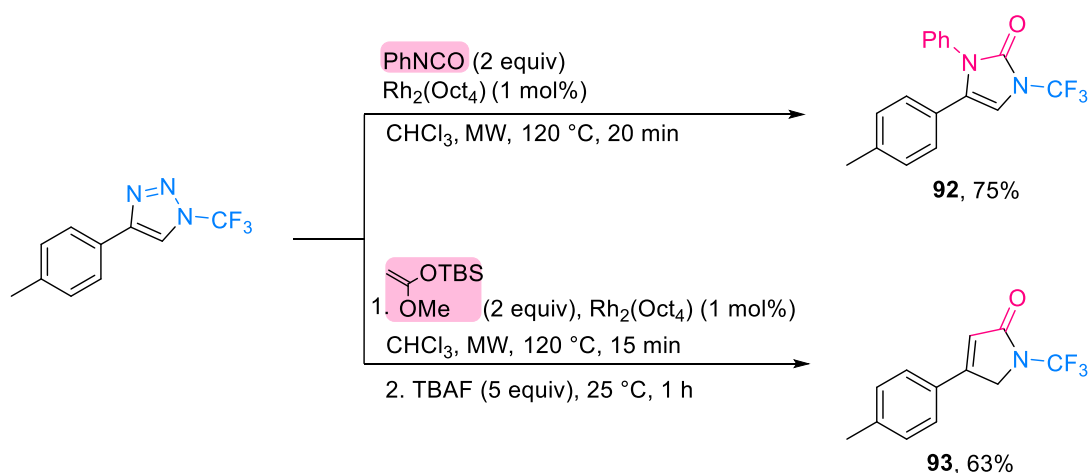 PhNCO (2 equiv)
Rh₂(Oct₄) (1 mol%)
CHCl₃, MW, 120 °C, 20 min
Ph
O
N
N
CF₃
92, 75%
N
N
N
CF₃
OTBS
1. OMe (2 equiv), Rh₂(Oct₄) (1 mol%)
CHCl₃, MW, 120 °C, 15 min
2. TBAF (5 equiv), 25 °C, 1 h
O
N
CF₃
93, 63%